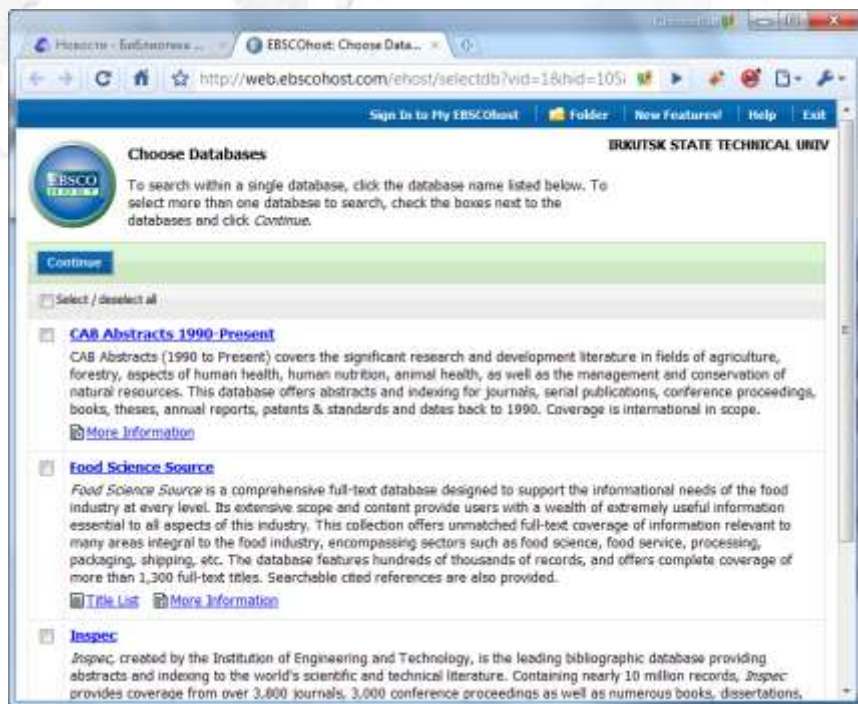 Новости - Библиотека ...
EBSCOhost: Choose Data...
http://web.ebscohost.com/ehost/selectdb?vid=1&hid=105
Sign In to My EBSCOhost Folder New Features! Help Exit
IRKUTSK STATE TECHNICAL UNIV
EBSCO
HOST
Choose Databases
To search within a single database, click the database name listed below. To
select more than one database to search, check the boxes next to the
databases and click Continue.
Continue
Select / deselect all
CAB Abstracts 1990-Present
CAB Abstracts (1990 to Present) covers the significant research and development literature in fields of agriculture,
forestry, aspects of human health, human nutrition, animal health, as well as the management and conservation of
natural resources. This database offers abstracts and indexing for journals, serial publications, conference proceedings,
books, theses, annual reports, patents & standards and dates back to 1990. Coverage is international in scope.
More Information
Food Science Source
Food Science Source is a comprehensive full-text database designed to support the informational needs of the food
industry at every level. Its extensive scope and content provide users with a wealth of extremely useful information
essential to all aspects of this industry. This collection offers unmatched full-text coverage of information relevant to
many areas integral to the food industry, encompassing sectors such as food science, food service, processing,
packaging, shipping, etc. The database features hundreds of thousands of records, and offers complete coverage of
more than 1,300 full-text titles. Searchable cited references are also provided.
Title List More Information
Inspec
Inspec, created by the Institution of Engineering and Technology, is the leading bibliographic database providing
abstracts and indexing to the world's scientific and technical literature. Containing nearly 10 million records, Inspec
provides coverage from over 3,800 journals, 3,000 conference proceedings as well as numerous books, dissertations,